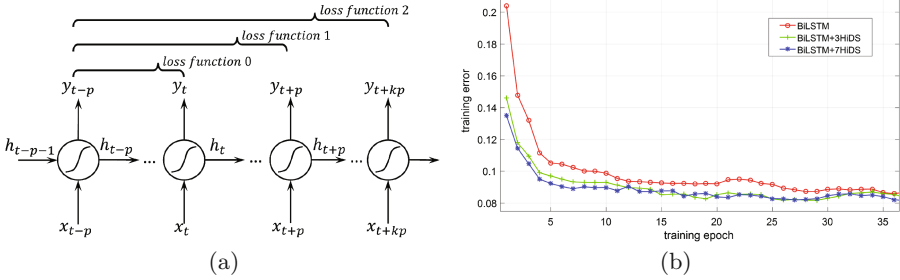 loss function 2
loss function 1
loss function 0
y_{t-p} y_t y_{t+p} y_{t+kp}
h_{t-p-1} h_{t-p} ... h_t ... h_{t+p} ...
x_{t-p} x_t x_{t+p} x_{t+kp}
(a)
training error
0.2
0.18
0.16
0.14
0.12
0.1
0.08
BiLSTM
BiLSTM+3HiDS
BiLSTM+7HiDS
5 10 15 20 25 30 35
training epoch
(b)